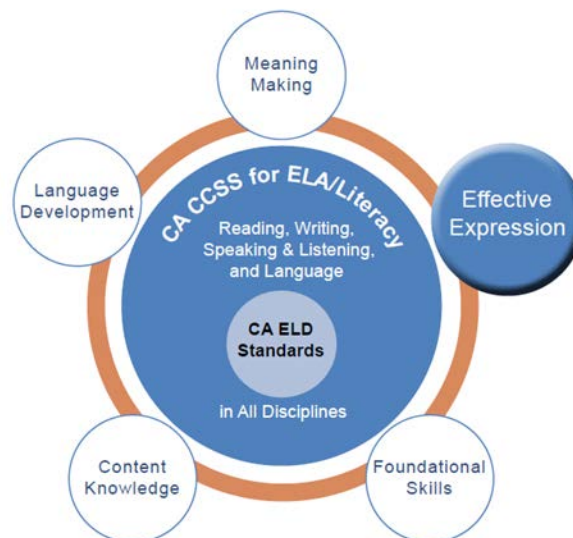 Meaning
Making
Language
Development
Effective
Expression
CA CCSS for ELA/Literacy
Reading, Writing,
Speaking & Listening,
and Language
CA ELD
Standards
in All Disciplines
Content
Knowledge
Foundational
Skills